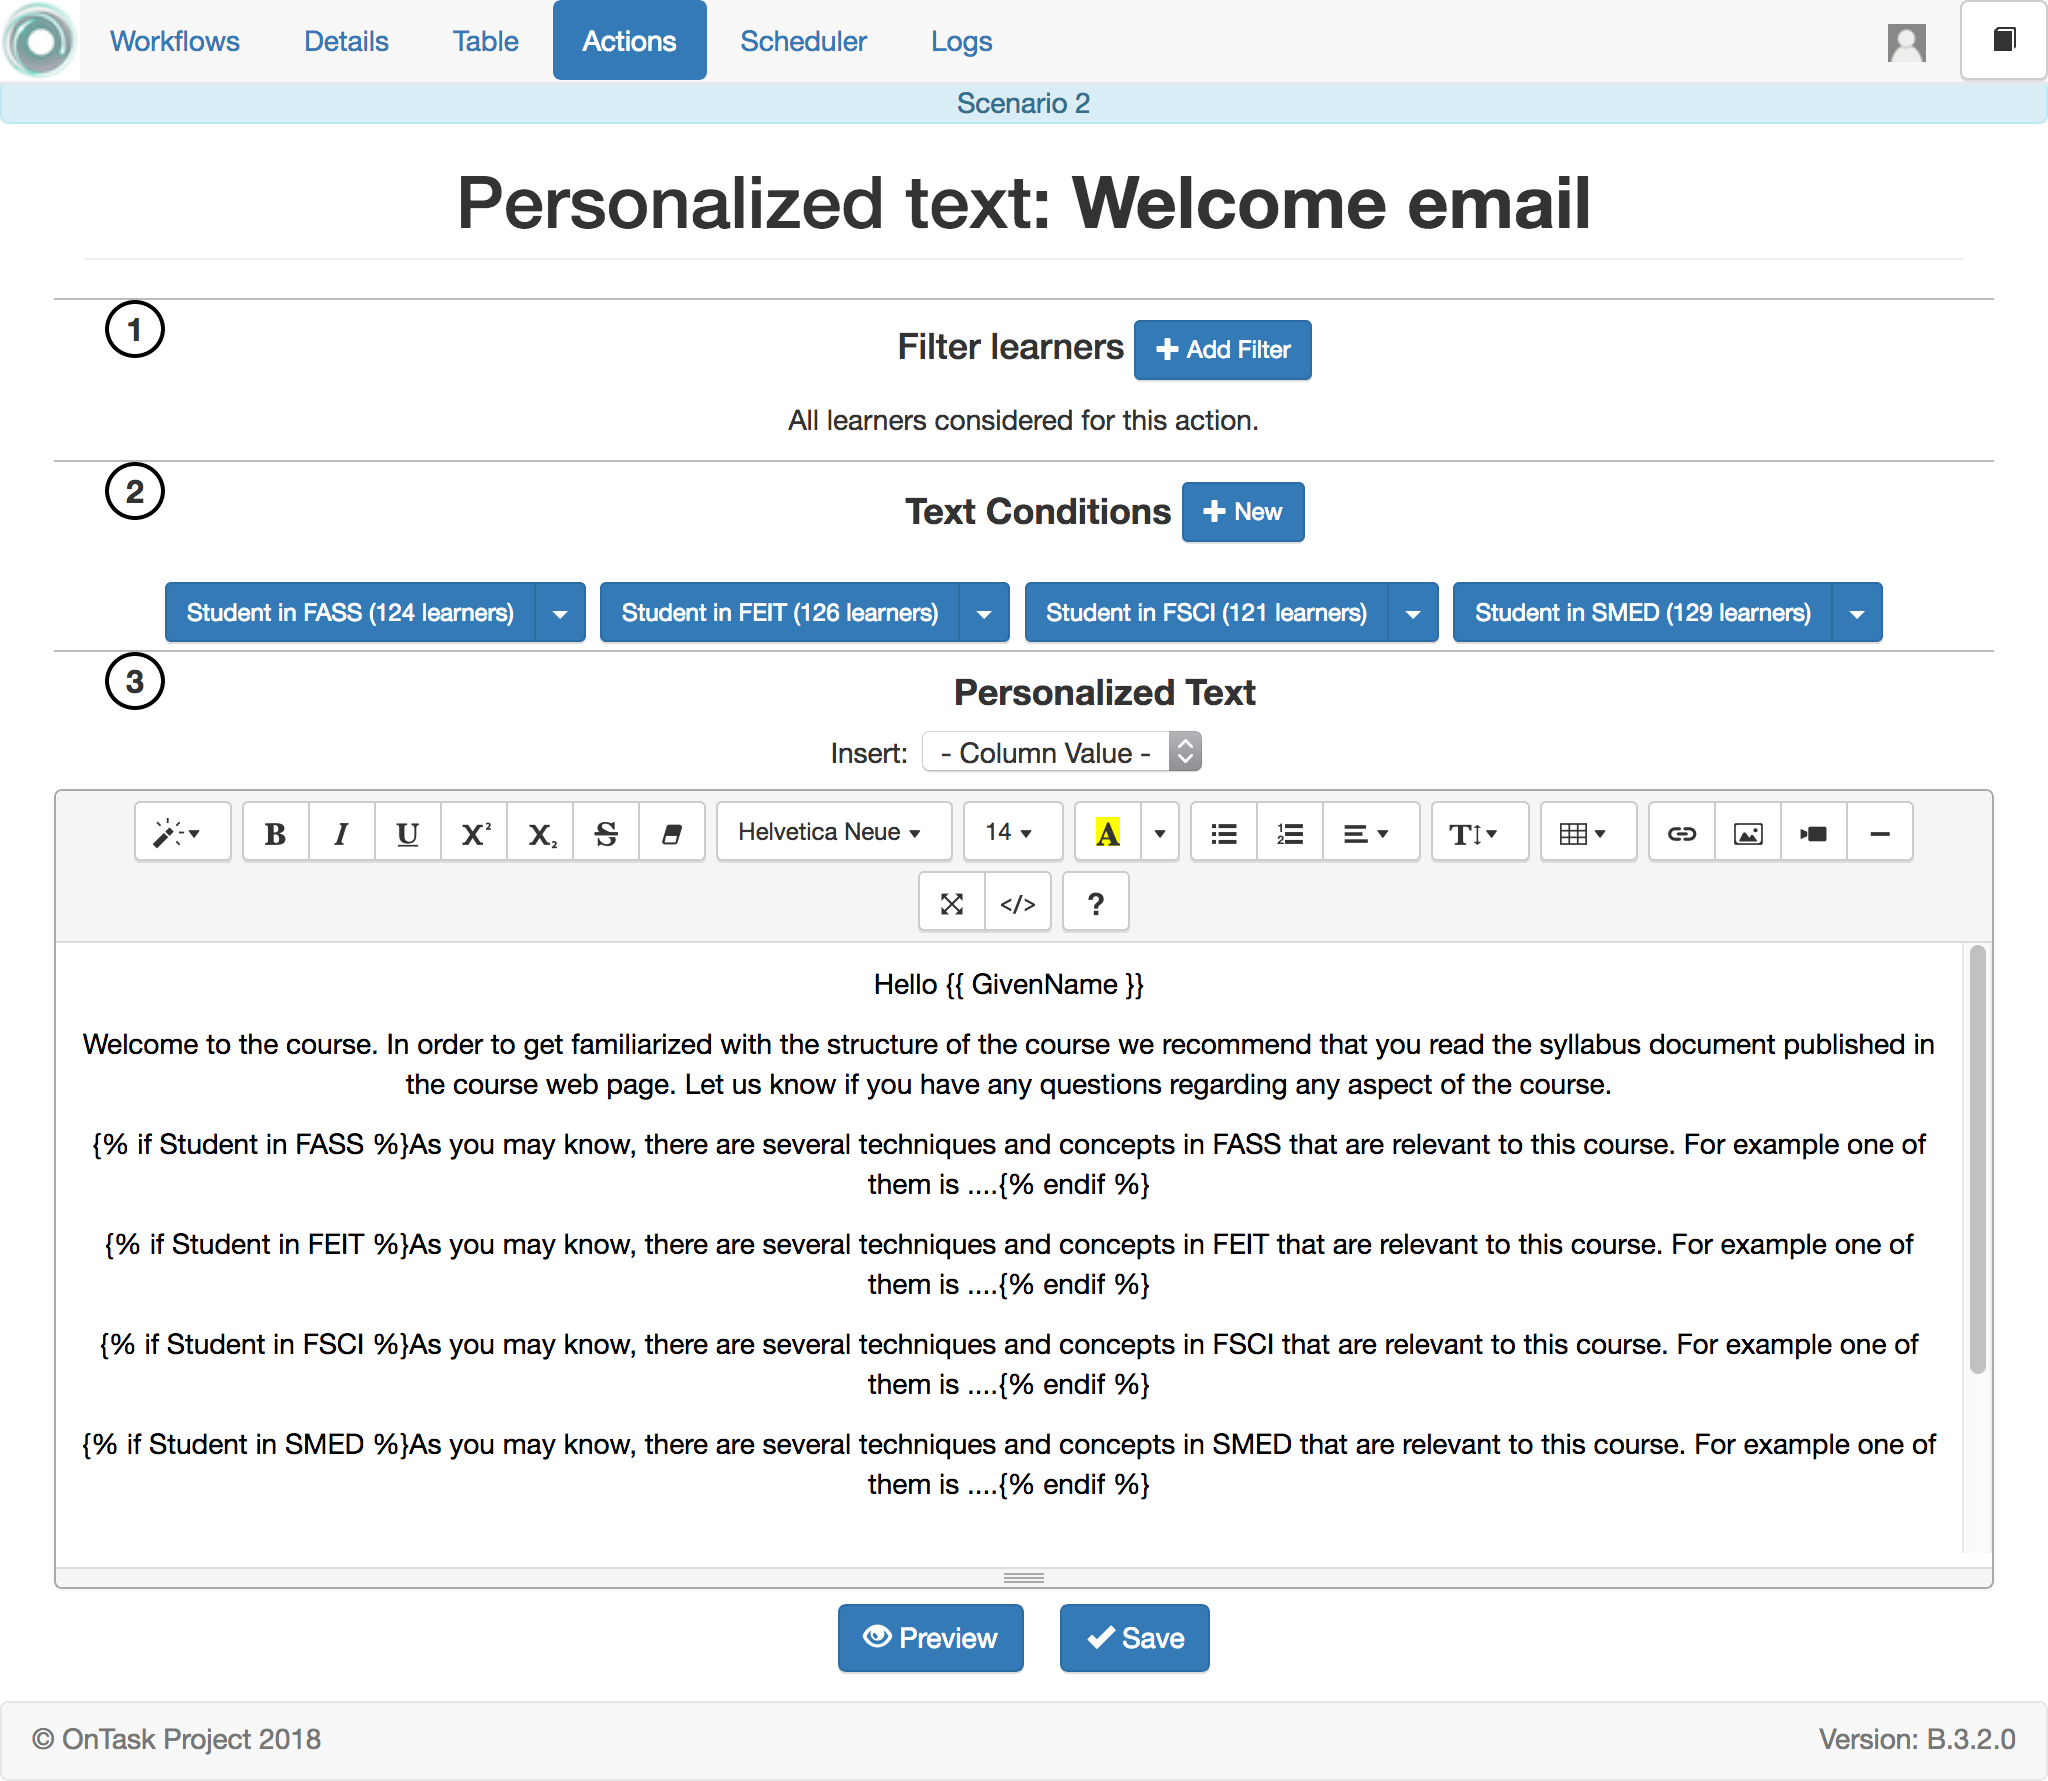 Workflows Details Table Actions Scheduler Logs
Scenario 2
Personalized text: Welcome email
1
Filter learners Add Filter
All learners considered for this action.
2
Text Conditions New
Student in FASS (124 learners) Student in FEIT (126 learners) Student in FSCI (121 learners) Student in SMED (129 learners)
3
Personalized Text
Insert: - Column Value -
B I U X² X₂ S Helvetica Neue 14 A T
</> ?
Hello {{ GivenName }}
Welcome to the course. In order to get familiarized with the structure of the course we recommend that you read the syllabus document published in
the course web page. Let us know if you have any questions regarding any aspect of the course.
{% if Student in FASS %}As you may know, there are several techniques and concepts in FASS that are relevant to this course. For example one of
them is ....{% endif %}
{% if Student in FEIT %}As you may know, there are several techniques and concepts in FEIT that are relevant to this course. For example one of
them is ....{% endif %}
{% if Student in FSCI %}As you may know, there are several techniques and concepts in FSCI that are relevant to this course. For example one of
them is ....{% endif %}
{% if Student in SMED %}As you may know, there are several techniques and concepts in SMED that are relevant to this course. For example one of
them is ....{% endif %}
Preview Save
© OnTask Project 2018 Version: B.3.2.0